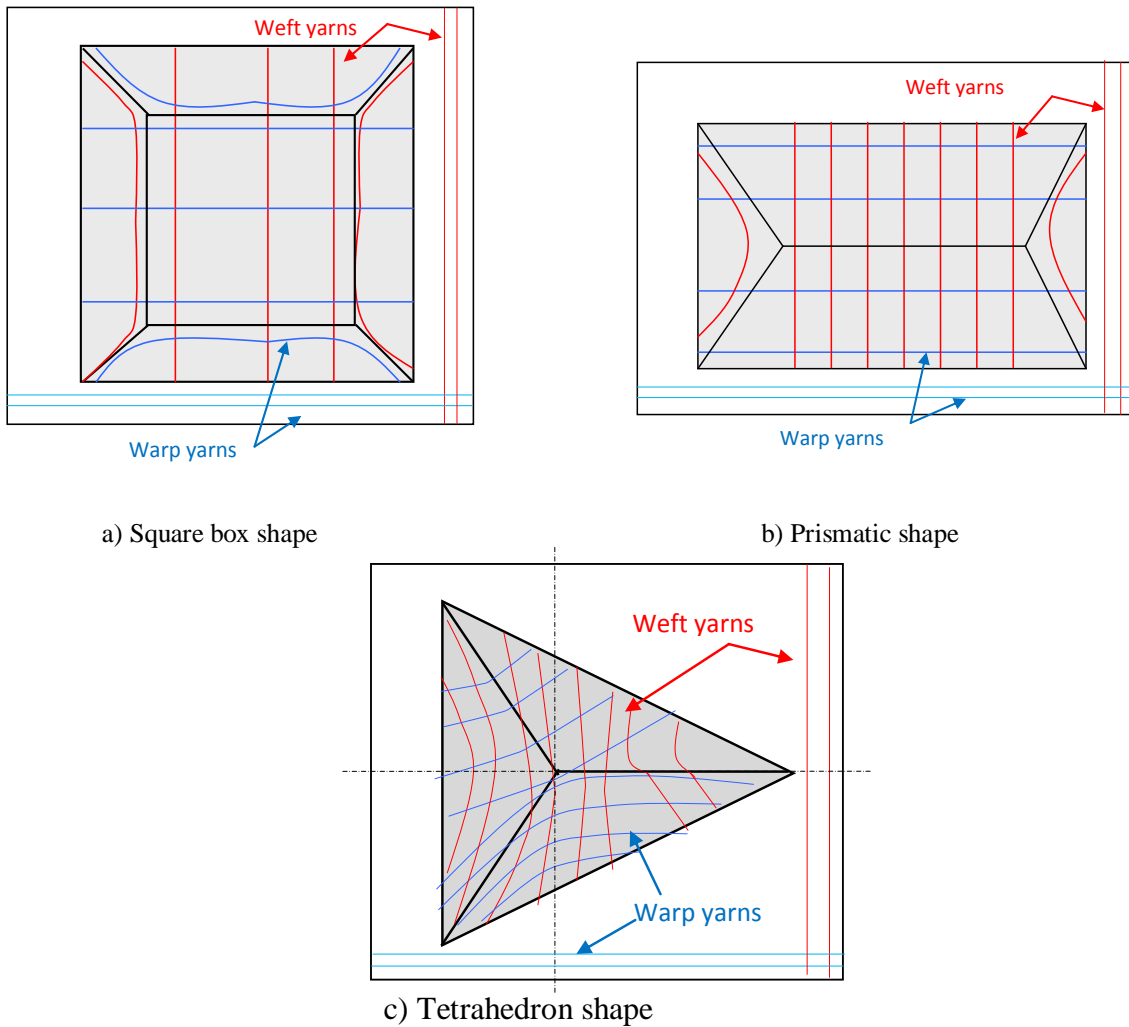 Weft yarns
Weft yarns
Warp yarns
Warp yarns
a) Square box shape
b) Prismatic shape
Weft yarns
Warp yarns
c) Tetrahedron shape